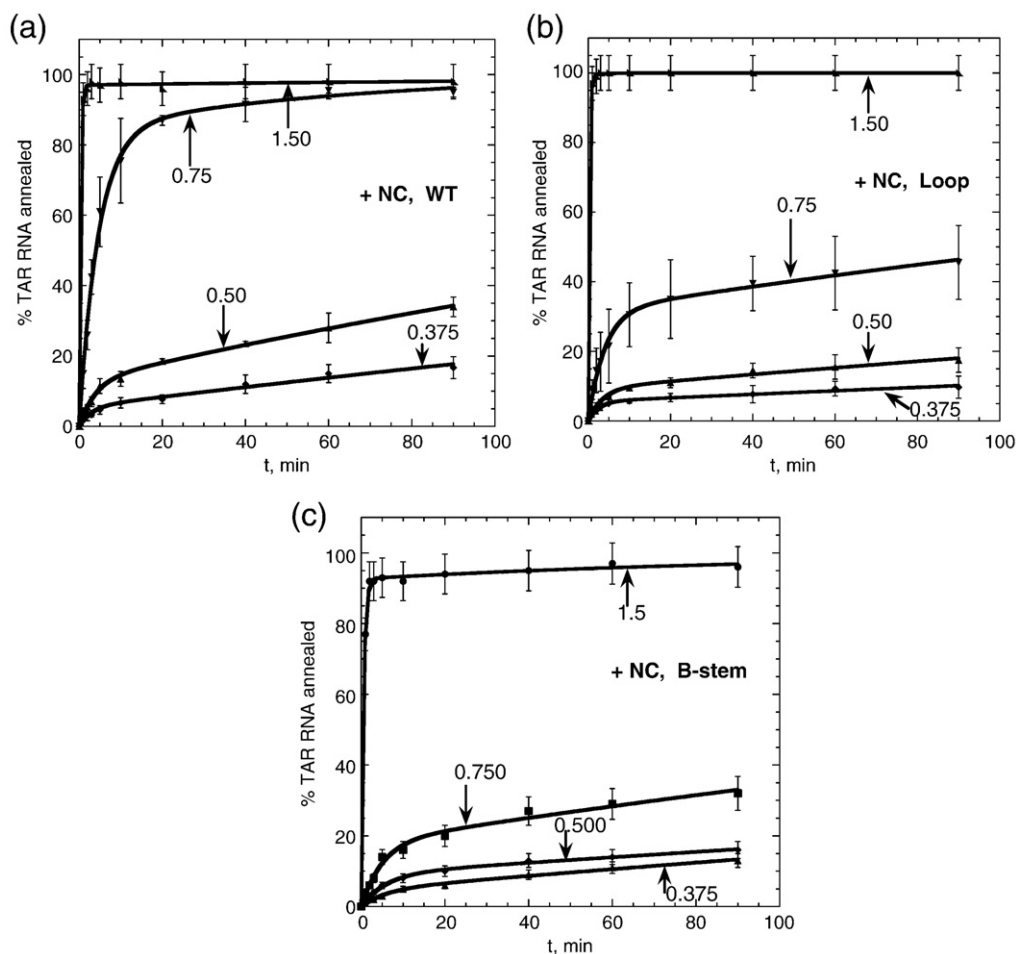 (a)
% TAR RNA annealed
100
80
60
40
20
0
0 20 40 60 80 100
t, min
1.50
0.75
+ NC, WT
0.50
0.375
(b)
% TAR RNA annealed
100
80
60
40
20
0
0 20 40 60 80 100
t, min
1.50
+ NC, Loop
0.75
0.50
0.375
(c)
% TAR RNA annealed
100
80
60
40
20
0
0 20 40 60 80 100
t, min
1.5
+ NC, B-stem
0.750
0.500
0.375